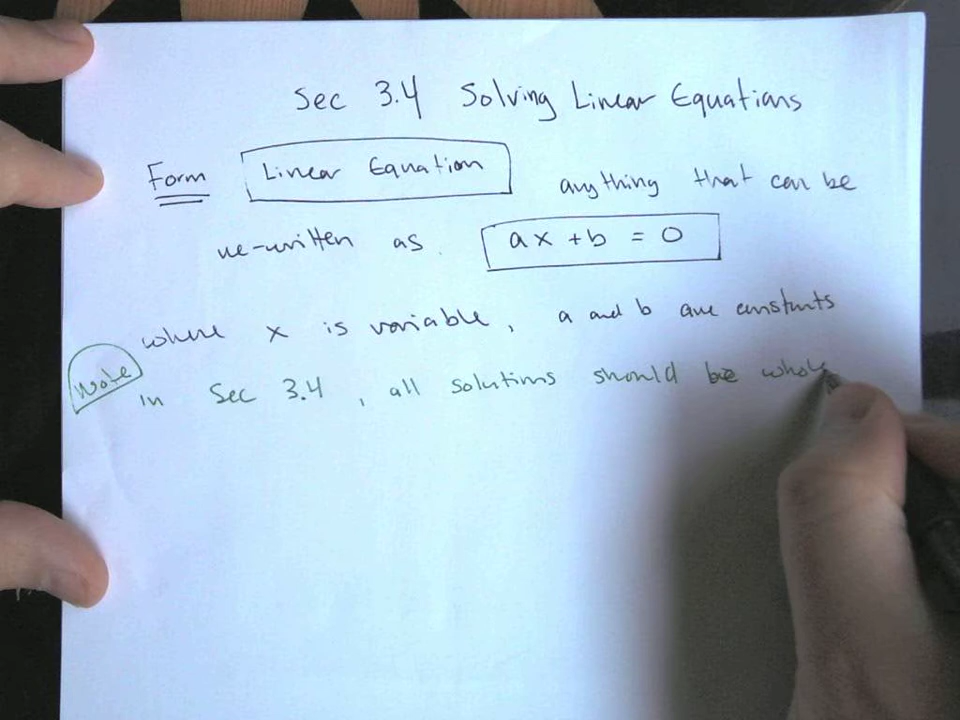 Sec 3.4 Solving Linear Equations
Form Linear Equation anything that can be
re-written as ax + b = 0
where x is variable, a and b are constants
Note in Sec 3.4, all solutions should be whole